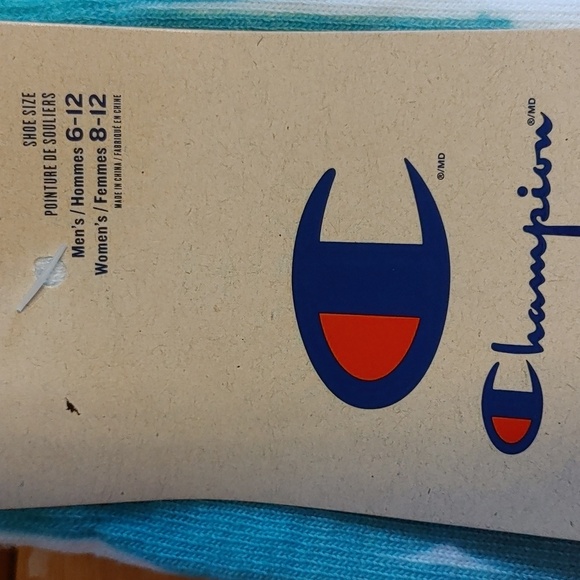 SHOE SIZE
POINTURE DE SOULIERS
Men's / Hommes 6-12
Women's / Femmes 8-12
MADE IN CHINA / FABRIQUÉ EN CHINE
®/MD
Champion
®/MD